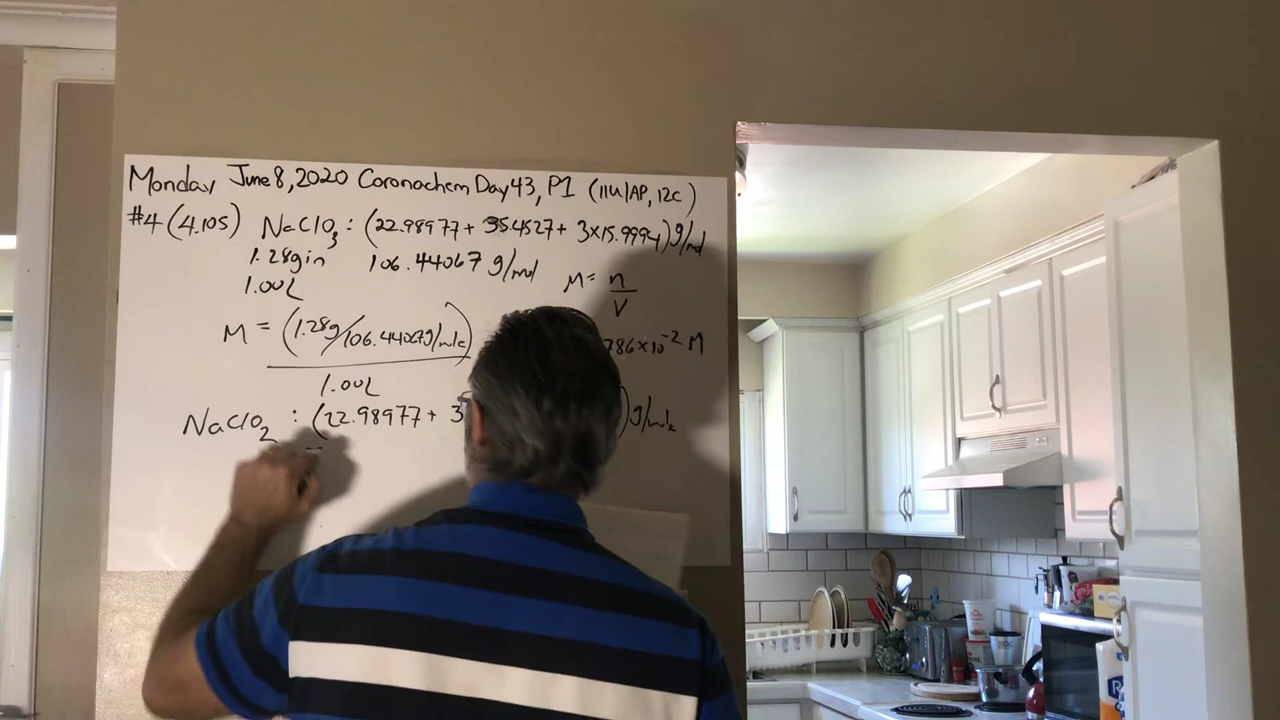 Monday June 8, 2020 Coronachem Day 43, P1 (11U/AP, 12C)
#4 (4.105) NaClO3 : (22.98977 + 35.4527 + 3×15.9994) g/mol
1.28g in 106.44067 g/mol M = n
1.00L V
M = (1.28g/106.44067g/mole) 786×10-2 M
1.00L
NaClO2 : (22.98977 + 3 ) g/mole
=